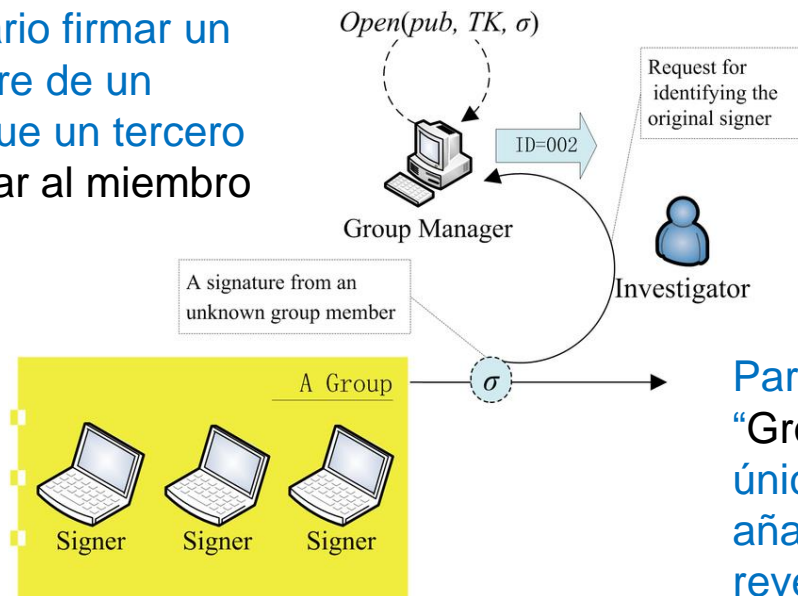 ario firmar un
re de un
ue un tercero
ar al miembro
Open(pub, TK, σ)
ID=002
Group Manager
Request for
identifying the
original signer
Investigator
A signature from an
unknown group member
A Group
σ
Signer
Signer
Signer
Par
“Gr
únic
aña
reve